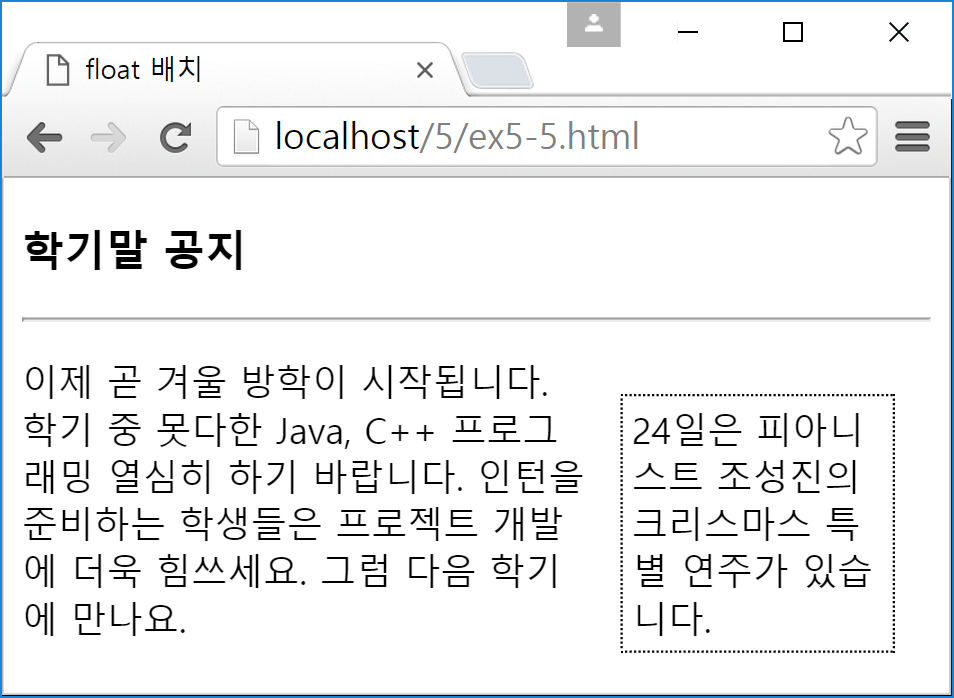 float 배치
localhost/5/ex5-5.html
학기말 공지
이제 곧 겨울 방학이 시작됩니다.
학기 중 못다한 Java, C++ 프로그
래밍 열심히 하기 바랍니다. 인턴을
준비하는 학생들은 프로젝트 개발
에 더욱 힘쓰세요. 그럼 다음 학기
에 만나요.
24일은 피아니
스트 조성진의
크리스마스 특
별 연주가 있습
니다.